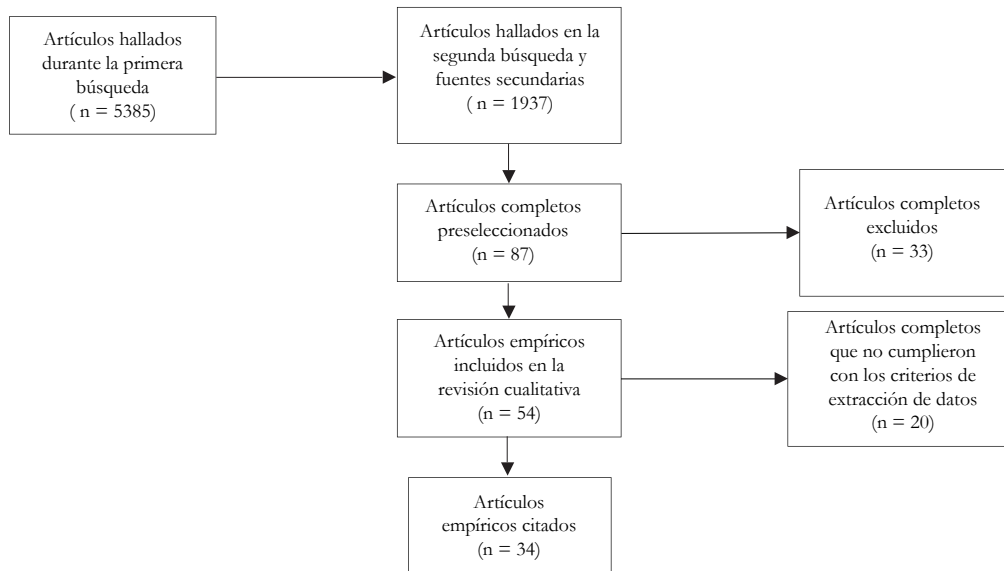 Artículos hallados
durante la primera
búsqueda
( n = 5385)
Artículos hallados en la
segunda búsqueda y
fuentes secundarias
( n = 1937)
Artículos completos
preseleccionados
(n = 87)
Artículos completos
excluidos
(n = 33)
Artículos empíricos
incluidos en la
revisión cualitativa
(n = 54)
Artículos completos
que no cumplieron
con los criterios de
extracción de datos
(n = 20)
Artículos
empíricos citados
(n = 34)